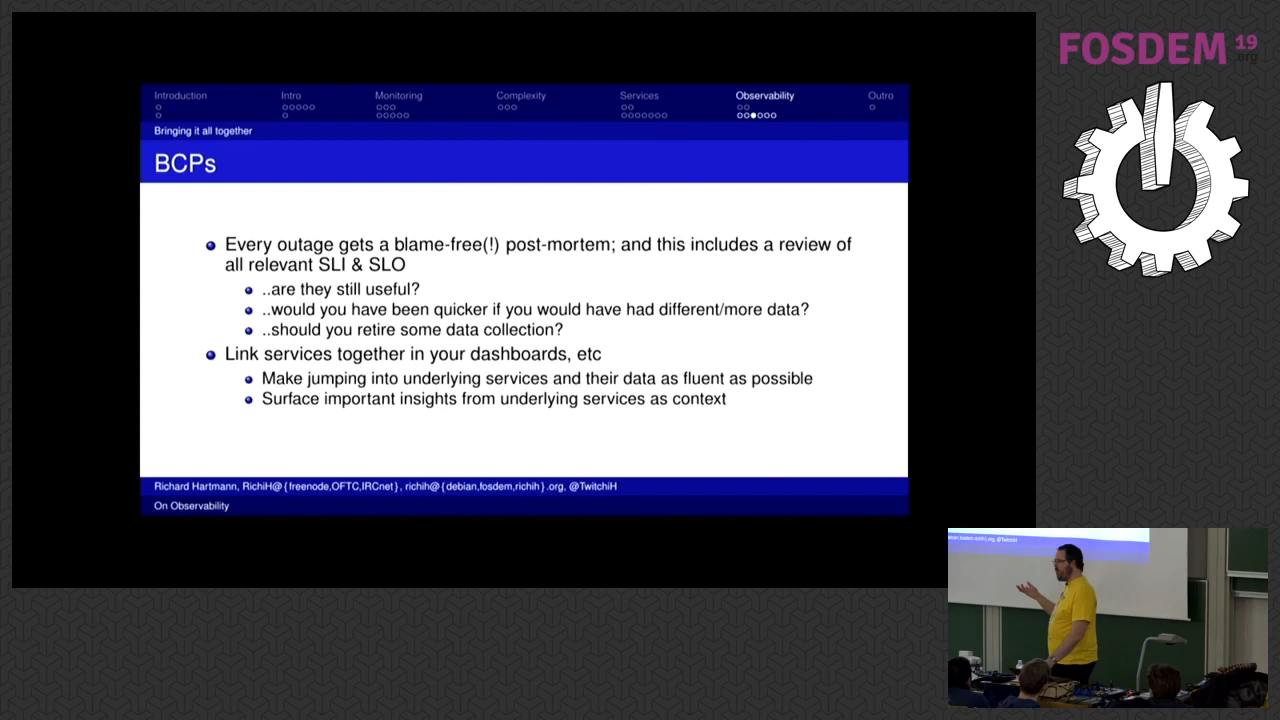 FOSDEM 19
.org
Introduction Intro Monitoring Complexity Services Observability Outro
Bringing it all together
BCPs
Every outage gets a blame-free(!) post-mortem; and this includes a review of
all relevant SLI & SLO
..are they still useful?
..would you have been quicker if you would have had different/more data?
..should you retire some data collection?
Link services together in your dashboards, etc
Make jumping into underlying services and their data as fluent as possible
Surface important insights from underlying services as context
Richard Hartmann, RichiH@{freenode,OFTC,IRCnet}, richih@{debian,fosdem,richih}.org, @TwitchiH
On Observability